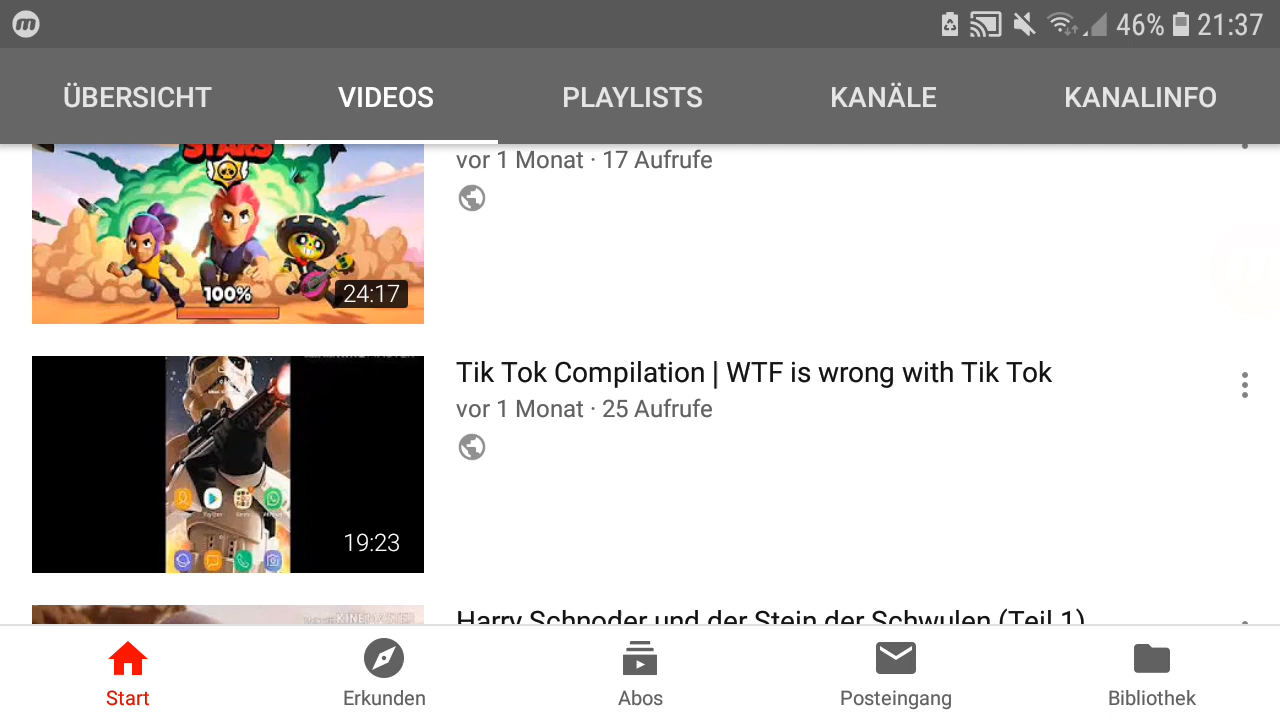 46% 21:37
ÜBERSICHT VIDEOS PLAYLISTS KANÄLE KANALINFO
STARS
vor 1 Monat · 17 Aufrufe
100%
24:17
Tik Tok Compilation | WTF is wrong with Tik Tok
vor 1 Monat · 25 Aufrufe
19:23
KINEMASTER
Harry Schnoder und der Stein der Schwulen (Teil 1)
Start Erkunden Abos Posteingang Bibliothek